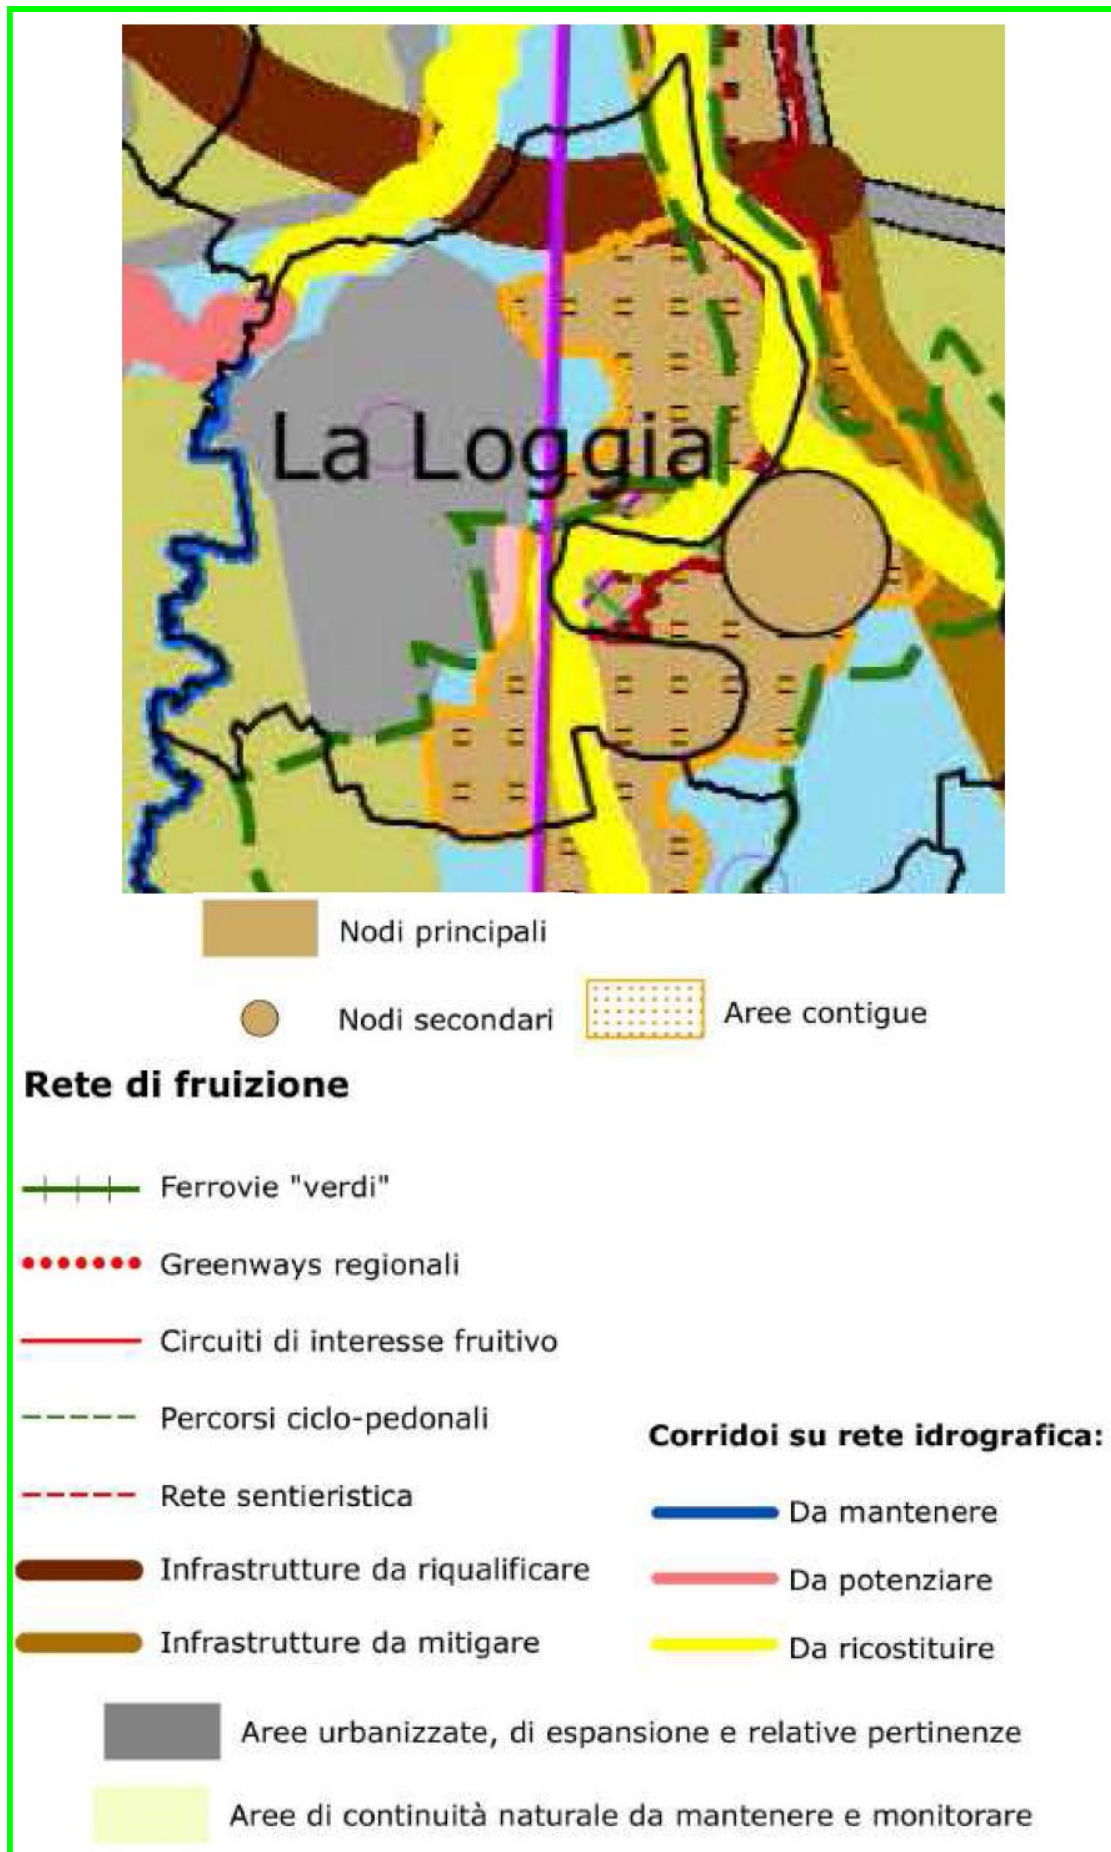 La Loggia
Nodi principali
Nodi secondari
Aree contigue
Rete di fruizione
Ferrovie "verdi"
Greenways regionali
Circuiti di interesse fruitivo
Percorsi ciclo-pedonali
Rete sentieristica
Infrastrutture da riqualificare
Infrastrutture da mitigare
Corridoi su rete idrografica:
Da mantenere
Da potenziare
Da ricostituire
Aree urbanizzate, di espansione e relative pertinenze
Aree di continuità naturale da mantenere e monitorare